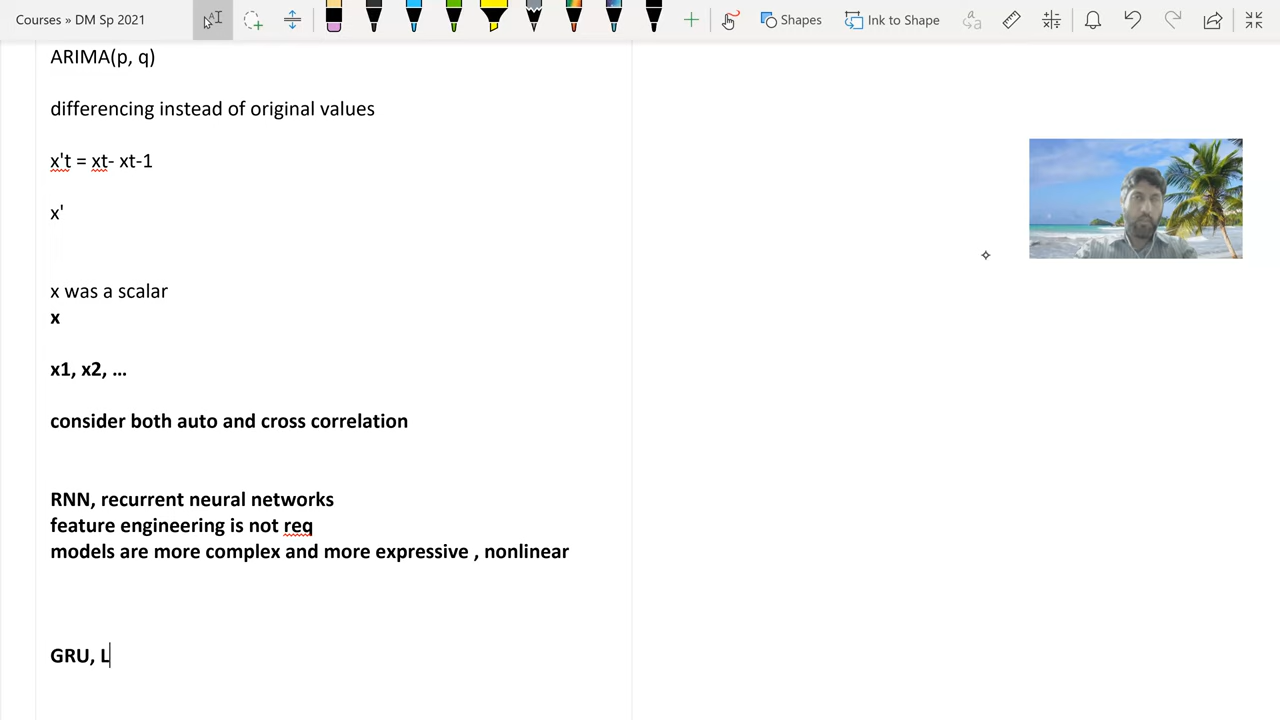 Courses » DM Sp 2021
Shapes
Ink to Shape
ARIMA(p, q)
differencing instead of original values
x't = xt- xt-1
x'
x was a scalar
x
x1, x2, ...
consider both auto and cross correlation
RNN, recurrent neural networks
feature engineering is not req
models are more complex and more expressive , nonlinear
GRU, L